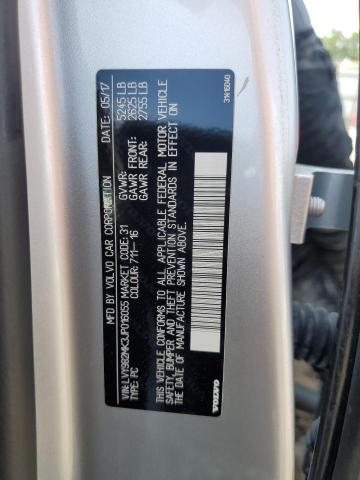 MFD BY VOLVO CAR CORPORATION DATE: 05/17
VIN: LVY982MK3JP016055 MARKET CODE: 31 GVWR: 5245 LB
TYPE: PC COLOUR: 711-16 GAWR FRONT: 2625 LB
GAWR REAR: 2755 LB
THIS VEHICLE CONFORMS TO ALL APPLICABLE FEDERAL MOTOR VEHICLE
SAFETY, BUMPER AND THEFT PREVENTION STANDARDS IN EFFECT ON
THE DATE OF MANUFACTURE SHOWN ABOVE.
VOLVO 31416040